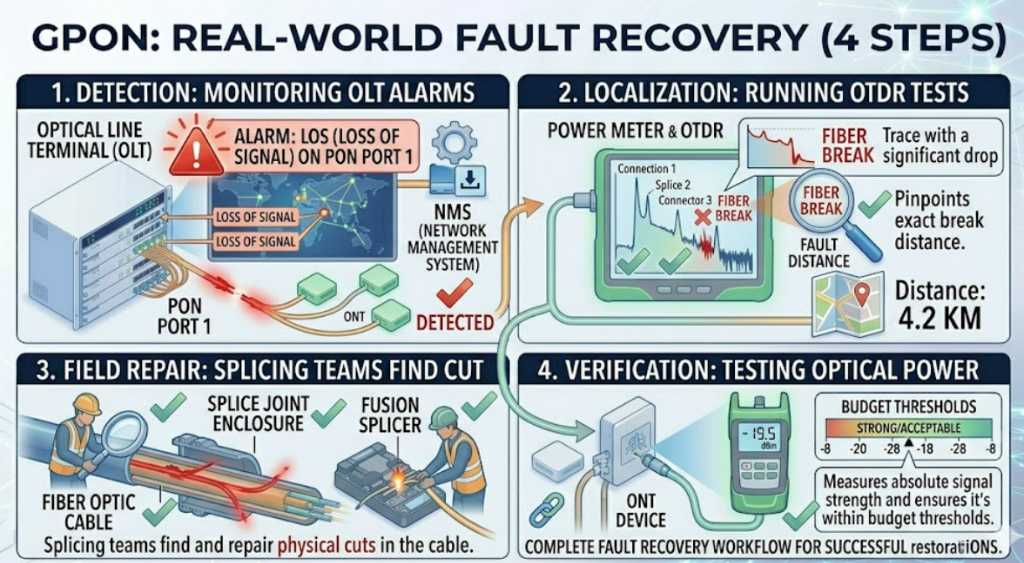 GPON: REAL-WORLD FAULT RECOVERY (4 STEPS)
1. DETECTION: MONITORING OLT ALARMS
OPTICAL LINE
TERMINAL (OLT)
ALARM: LOS (LOSS OF
SIGNAL) ON PON PORT 1
LOSS OF SIGNAL
LOSS OF SIGNAL
NMS
(NETWORK
MANAGEMENT
SYSTEM)
PON
PORT 1
ONT
DETECTED
2. LOCALIZATION: RUNNING OTDR TESTS
POWER METER & OTDR
FIBER
BREAK
Trace with a
significant drop
Connection 1
Splice 2
Connector 3
FIBER
BREAK
FIBER
BREAK
FAULT
DISTANCE
Pinpoints
exact break
distance.
Distance:
4.2 KM
3. FIELD REPAIR: SPLICING TEAMS FIND CUT
SPLICE JOINT
ENCLOSURE
FUSION
SPLICER
FIBER OPTIC
CABLE
Splicing teams find and repair physical cuts in the cable.
4. VERIFICATION: TESTING OPTICAL POWER
ONT
DEVICE
-19.5
dBm
BUDGET THRESHOLDS
STRONG/ACCEPTABLE
-8 -20 -28 -18 -28 -8
Measures absolute signal
strength and ensures it's
within budget thresholds.
COMPLETE FAULT RECOVERY WORKFLOW FOR SUCCESSFUL restorations.